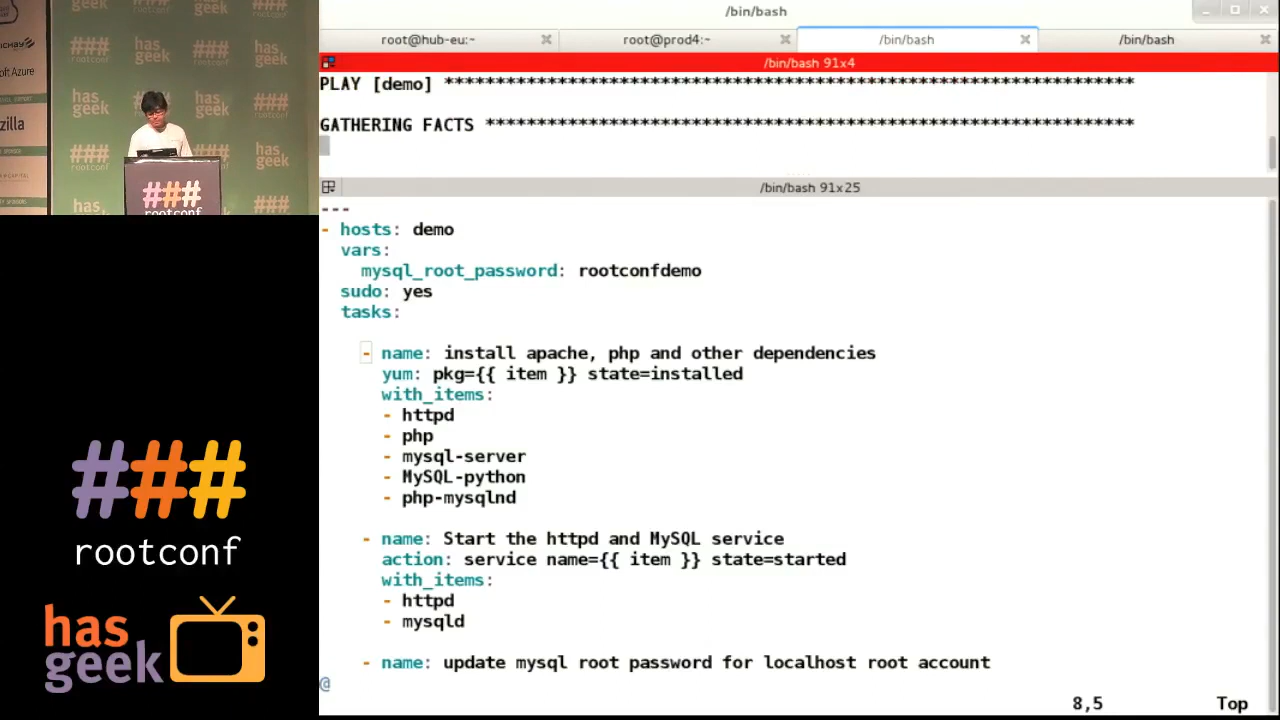 /bin/bash
root@hub-eu:~
root@prod4:~
/bin/bash
/bin/bash
/bin/bash 91x4
PLAY [demo] *******************************************************************
GATHERING FACTS ***************************************************************
/bin/bash 91x25
---
- hosts: demo
vars:
mysql_root_password: rootconfdemo
sudo: yes
tasks:
- name: install apache, php and other dependencies
yum: pkg={{ item }} state=installed
with_items:
- httpd
- php
- mysql-server
- MySQL-python
- php-mysqlnd
- name: Start the httpd and MySQL service
action: service name={{ item }} state=started
with_items:
- httpd
- mysqld
- name: update mysql root password for localhost root account
@
8,5
Top
Azure
has
geek
###
rootconf
###
rootconf
has
geek